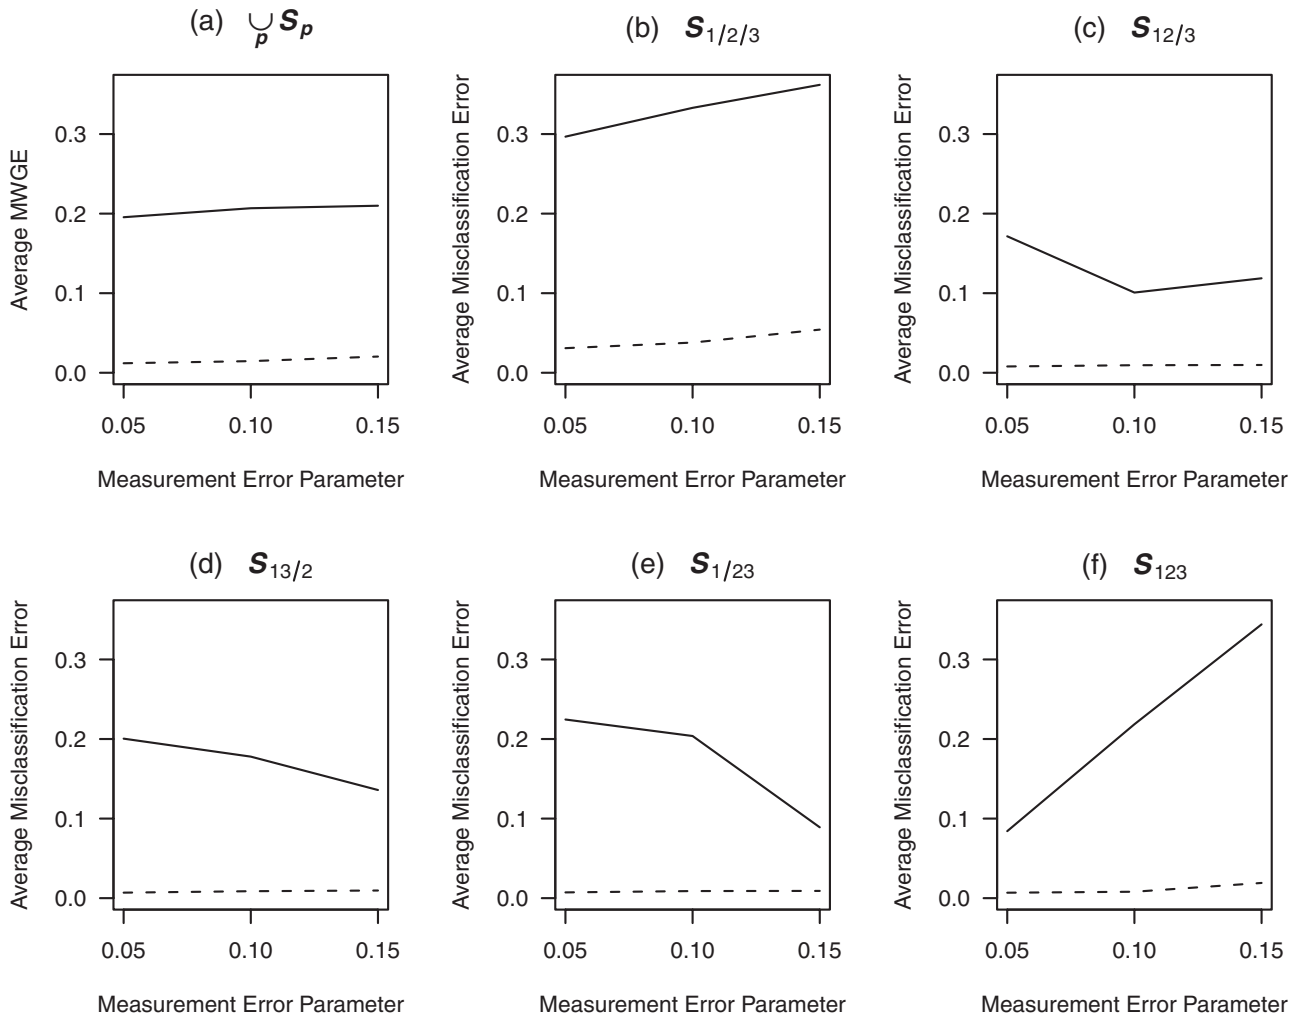 (a) ∪p Sp
Average MWGE
0.3
0.2
0.1
0.0
0.05 0.10 0.15
Measurement Error Parameter
(b) S1/2/3
Average Misclassification Error
0.3
0.2
0.1
0.0
0.05 0.10 0.15
Measurement Error Parameter
(c) S12/3
Average Misclassification Error
0.3
0.2
0.1
0.0
0.05 0.10 0.15
Measurement Error Parameter
(d) S13/2
Average Misclassification Error
0.3
0.2
0.1
0.0
0.05 0.10 0.15
Measurement Error Parameter
(e) S1/23
Average Misclassification Error
0.3
0.2
0.1
0.0
0.05 0.10 0.15
Measurement Error Parameter
(f) S123
Average Misclassification Error
0.3
0.2
0.1
0.0
0.05 0.10 0.15
Measurement Error Parameter